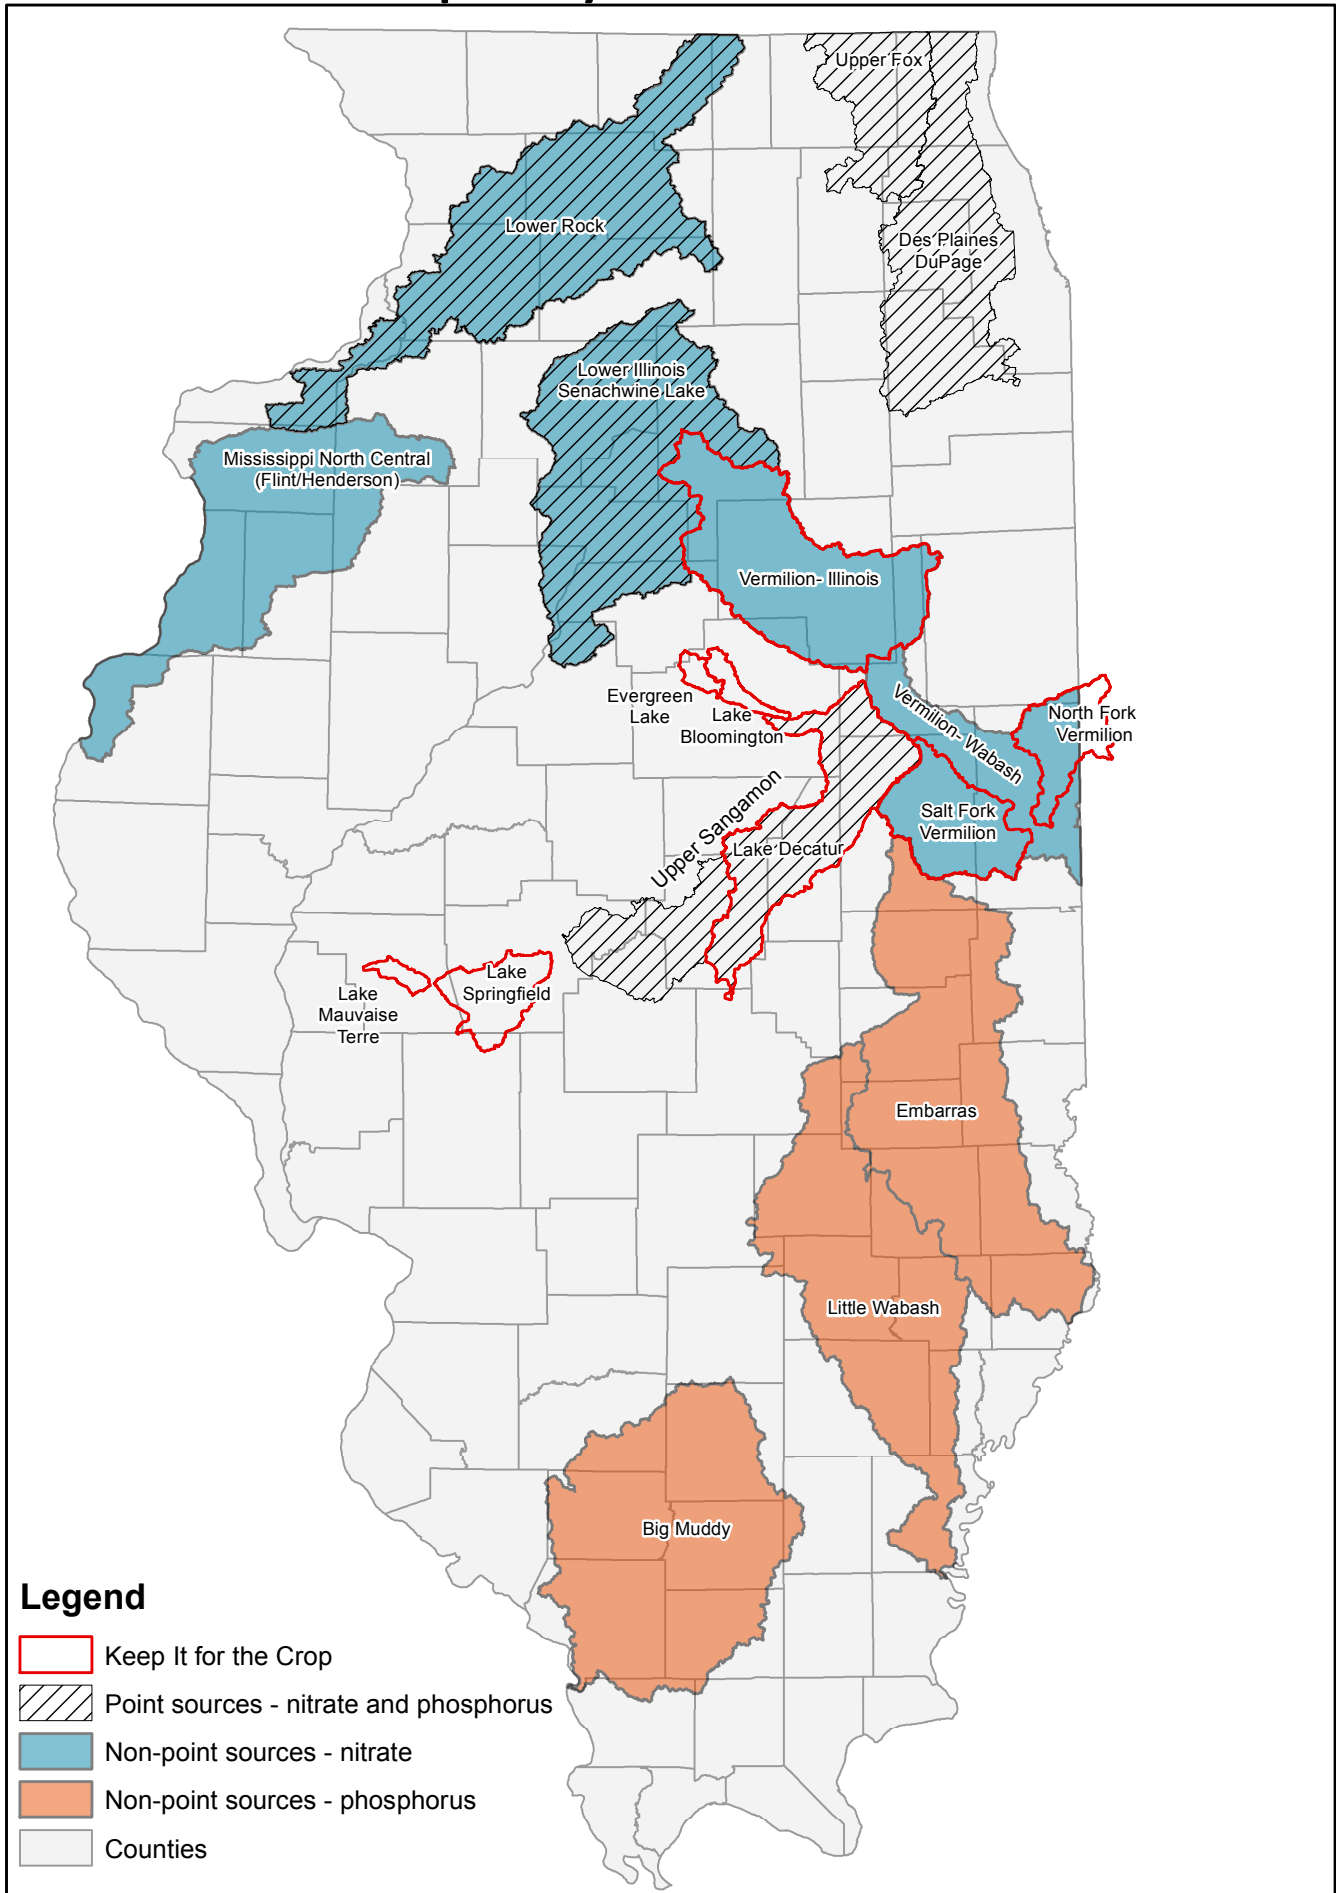 Upper Fox
Lower Rock
Des Plaines
DuPage
Lower Illinois
Senachwine Lake
Mississippi North Central
(Flint/Henderson)
Vermilion- Illinois
Evergreen
Lake
Lake
Bloomington
Vermilion- Wabash
North Fork
Vermilion
Upper Sangamon
Salt Fork
Vermilion
Lake Decatur
Lake
Springfield
Lake
Mauvaise
Terre
Embarras
Little Wabash
Big Muddy
Legend
Keep It for the Crop
Point sources - nitrate and phosphorus
Non-point sources - nitrate
Non-point sources - phosphorus
Counties